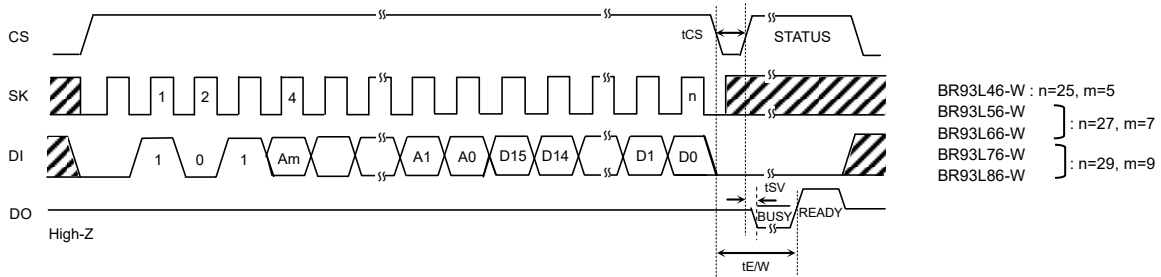 CS
tCS
STATUS
SK
1 2 4 n
DI
1 0 1 Am A1 A0 D15 D14 D1 D0
tSV
DO
BUSY READY
High-Z
tE/W
BR93L46-W : n=25, m=5
BR93L56-W
BR93L66-W : n=27, m=7
BR93L76-W
BR93L86-W : n=29, m=9